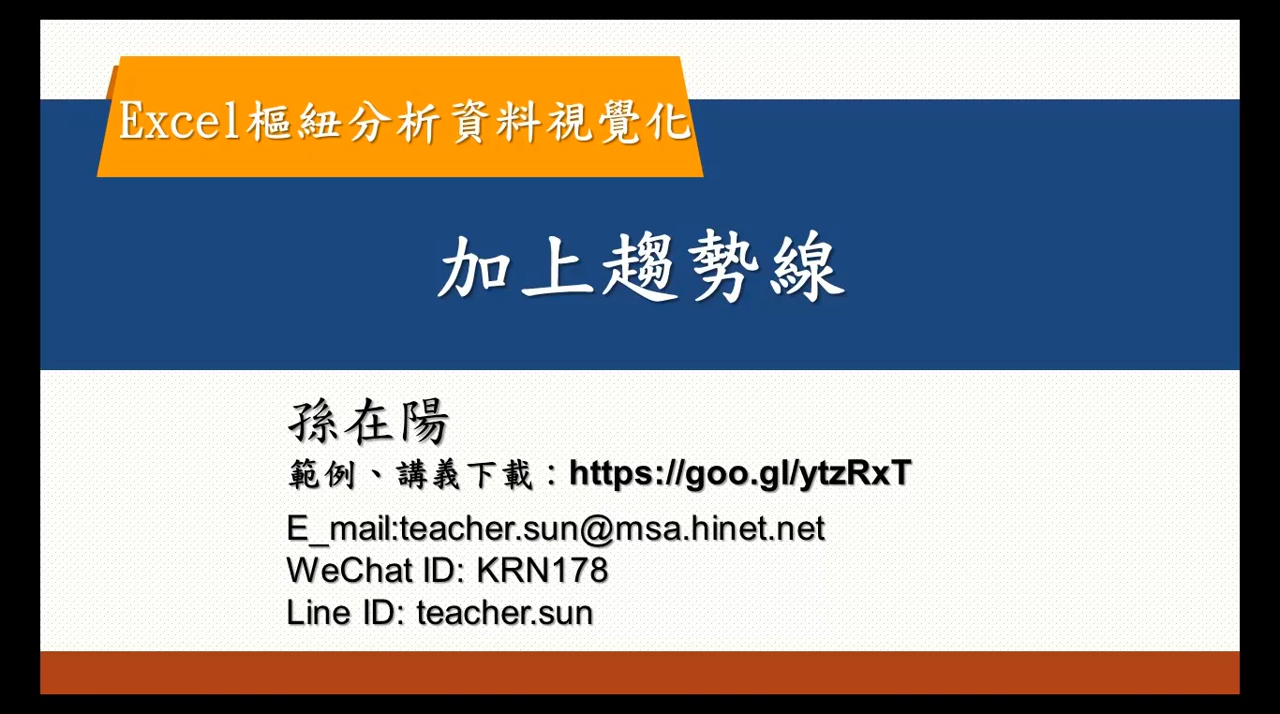 Excel樞紐分析資料視覺化
加上趨勢線
孫在陽
範例、講義下載：https://goo.gl/ytzRxT
E_mail:teacher.sun@msa.hinet.net
WeChat ID: KRN178
Line ID: teacher.sun